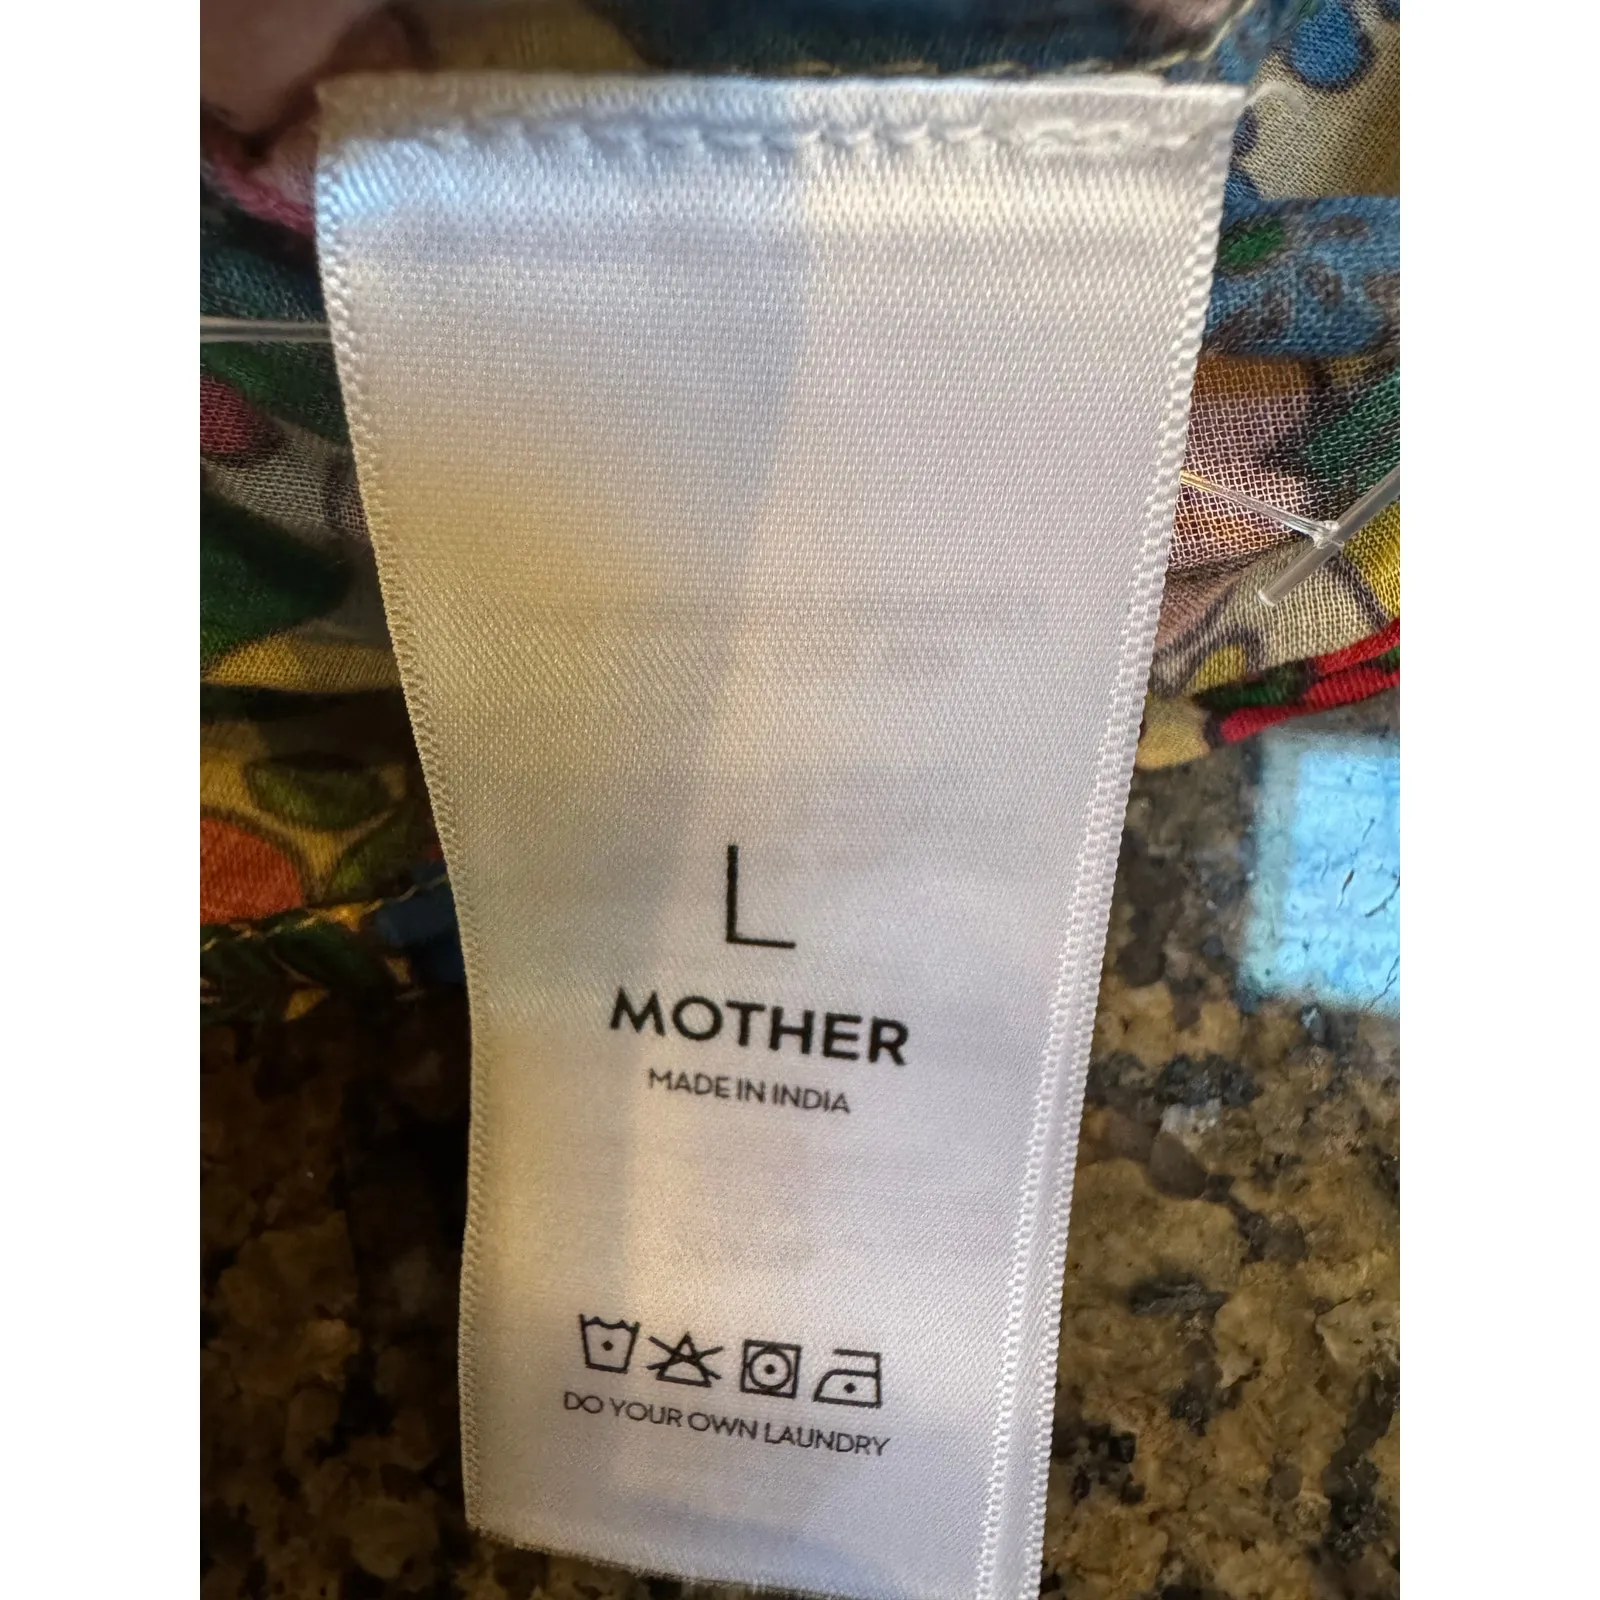 L
MOTHER
MADE IN INDIA
DO YOUR OWN LAUNDRY